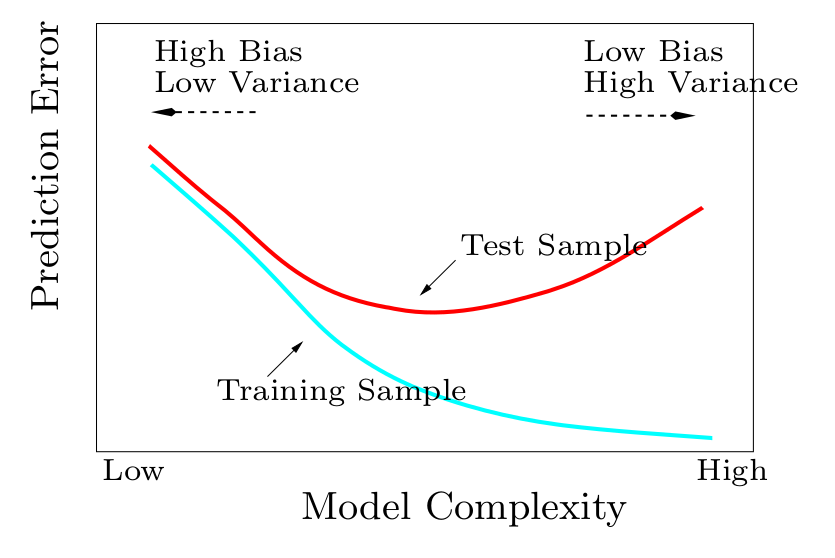 High Bias
Low Variance
Low Bias
High Variance
Prediction Error
Test Sample
Training Sample
Low
High
Model Complexity